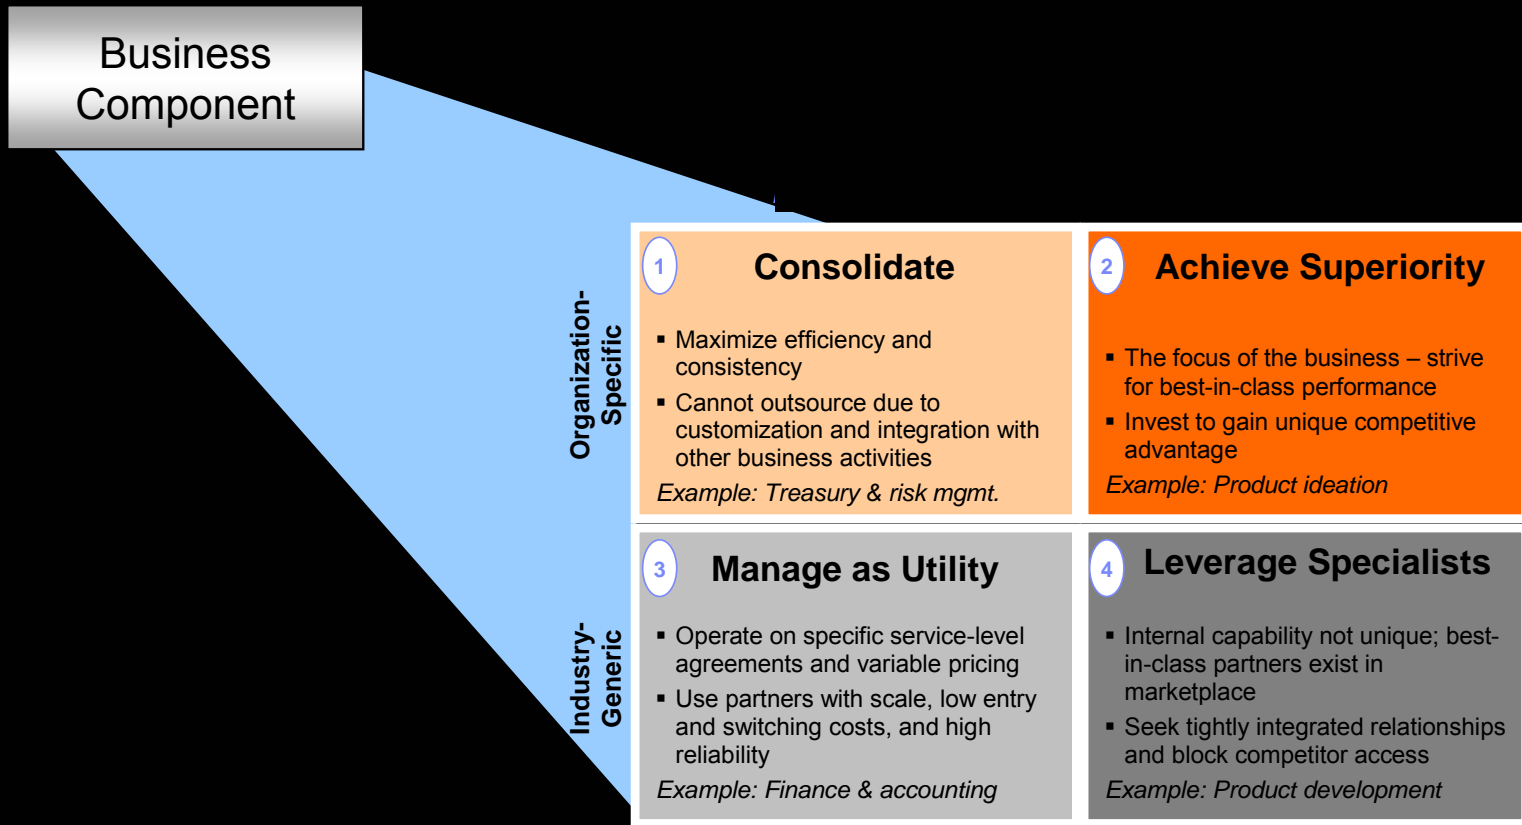 Business
Component
Organization-
Specific
1
Consolidate
▪ Maximize efficiency and
consistency
▪ Cannot outsource due to
customization and integration with
other business activities
Example: Treasury & risk mgmt.
2
Achieve Superiority
▪ The focus of the business – strive
for best-in-class performance
▪ Invest to gain unique competitive
advantage
Example: Product ideation
Industry-
Generic
3
Manage as Utility
▪ Operate on specific service-level
agreements and variable pricing
▪ Use partners with scale, low entry
and switching costs, and high
reliability
Example: Finance & accounting
4
Leverage Specialists
▪ Internal capability not unique; best-
in-class partners exist in
marketplace
▪ Seek tightly integrated relationships
and block competitor access
Example: Product development